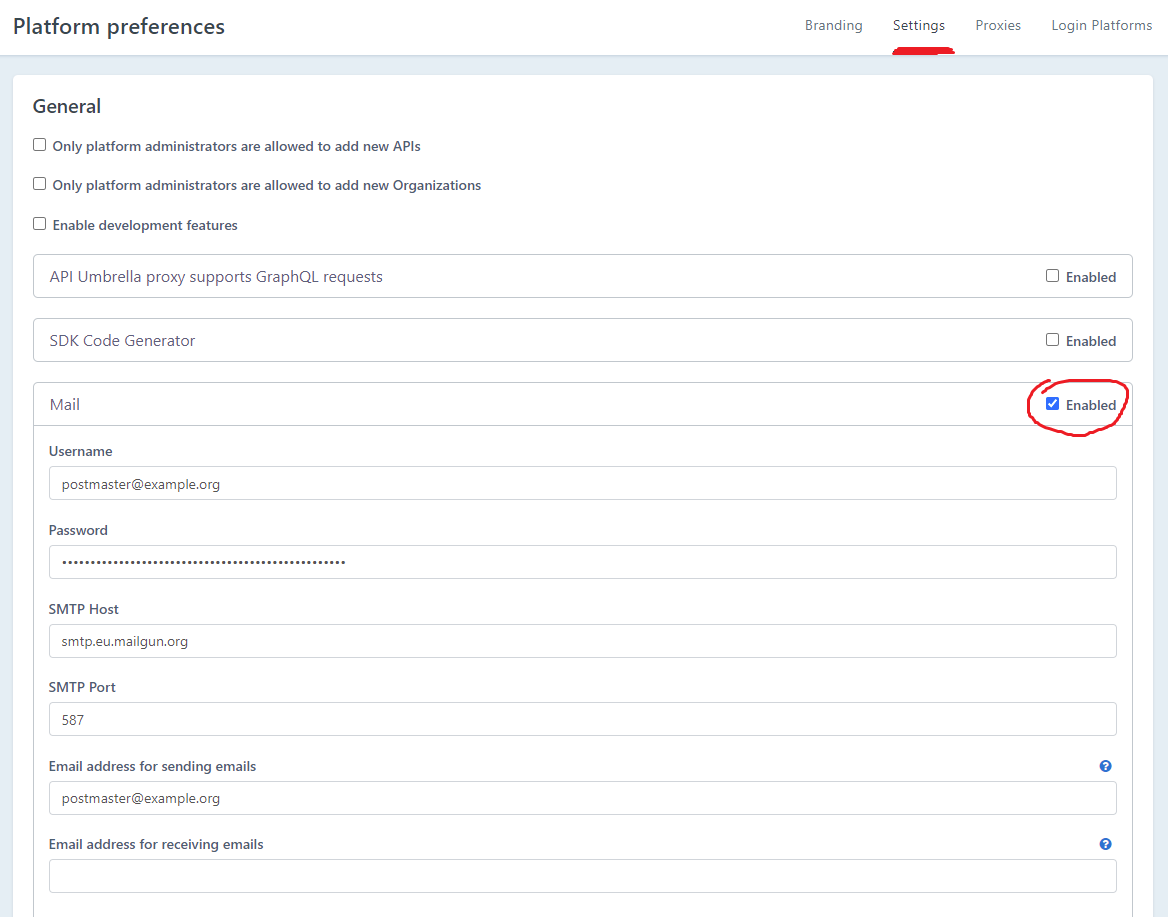 Platform preferences
Branding Settings Proxies Login Platforms
General
Only platform administrators are allowed to add new APIs
Only platform administrators are allowed to add new Organizations
Enable development features
API Umbrella proxy supports GraphQL requests Enabled
SDK Code Generator Enabled
Mail Enabled
Username
postmaster@example.org
Password
SMTP Host
smtp.eu.mailgun.org
SMTP Port
587
Email address for sending emails ?
postmaster@example.org
Email address for receiving emails ?